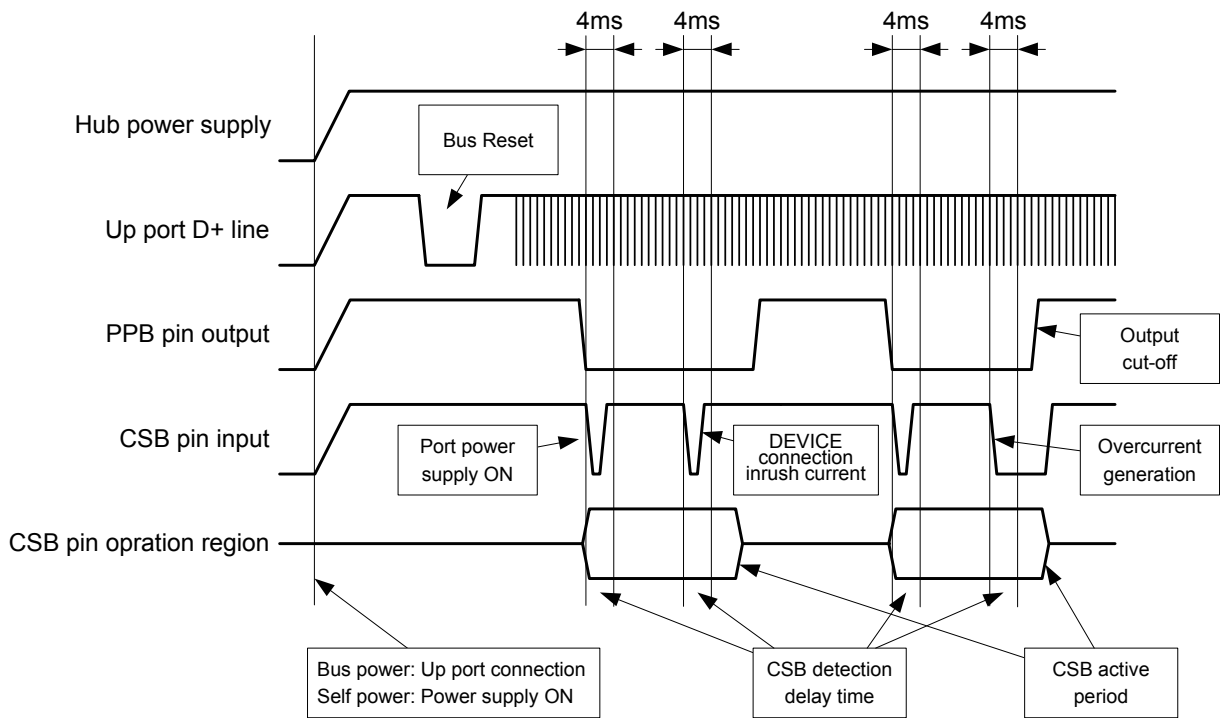 4ms 4ms 4ms 4ms
Hub power supply
Bus Reset
Up port D+ line
PPB pin output
Output
cut-off
CSB pin input
Port power
supply ON
DEVICE
connection
inrush current
Overcurrent
generation
CSB pin opration region
Bus power: Up port connection
Self power: Power supply ON
CSB detection
delay time
CSB active
period